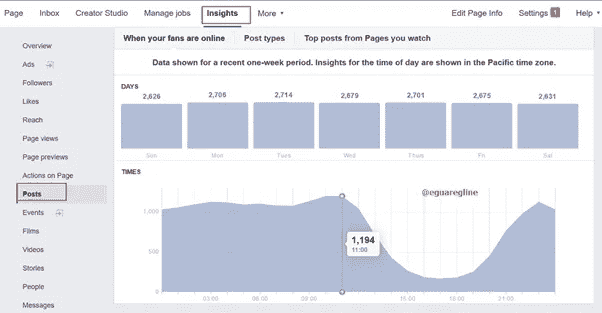 Page Inbox Creator Studio Manage jobs Insights More Edit Page Info Settings 1 Help
When your fans are online Post types Top posts from Pages you watch
Data shown for a recent one-week period. Insights for the time of day are shown in the Pacific time zone.
Overview
Ads
Followers
Likes
Reach
Page views
Page previews
Actions on Page
Posts
Events
Films
Videos
Stories
People
Messages
DAYS
2,626 2,706 2,714 2,679 2,701 2,675 2,631
Sun Mon Tues Wed Thurs Fri Sat
TIMES
@eguaregline
1,000
1,194
11:00
500
0
03:00 06:00 09:00 15:00 18:00 21:00